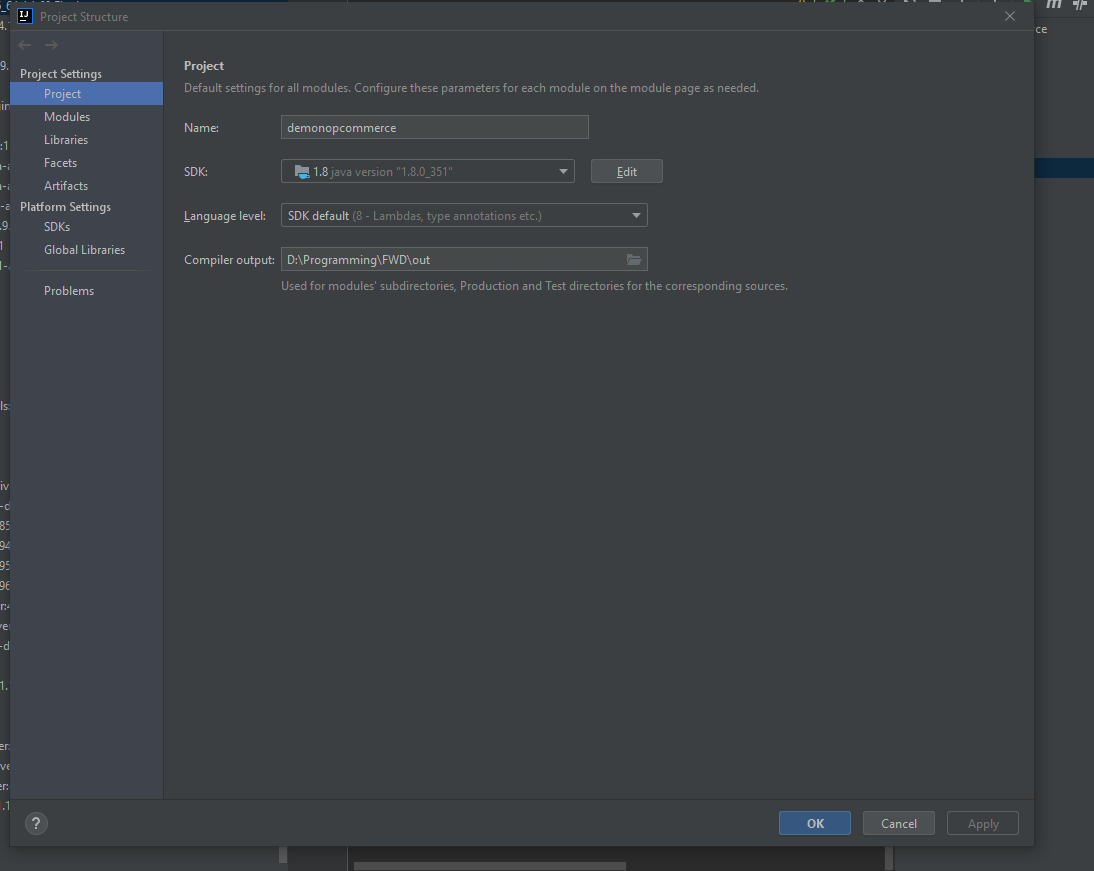 Project Structure
Project Settings
Project
Modules
Libraries
Facets
Artifacts
Platform Settings
SDKs
Global Libraries
Problems
Project
Default settings for all modules. Configure these parameters for each module on the module page as needed.
Name: demonopcommerce
SDK: 1.8 java version "1.8.0_351" Edit
Language level: SDK default (8 - Lambdas, type annotations etc.)
Compiler output: D:\Programming\FWD\out
Used for modules' subdirectories, Production and Test directories for the corresponding sources.
? OK Cancel Apply